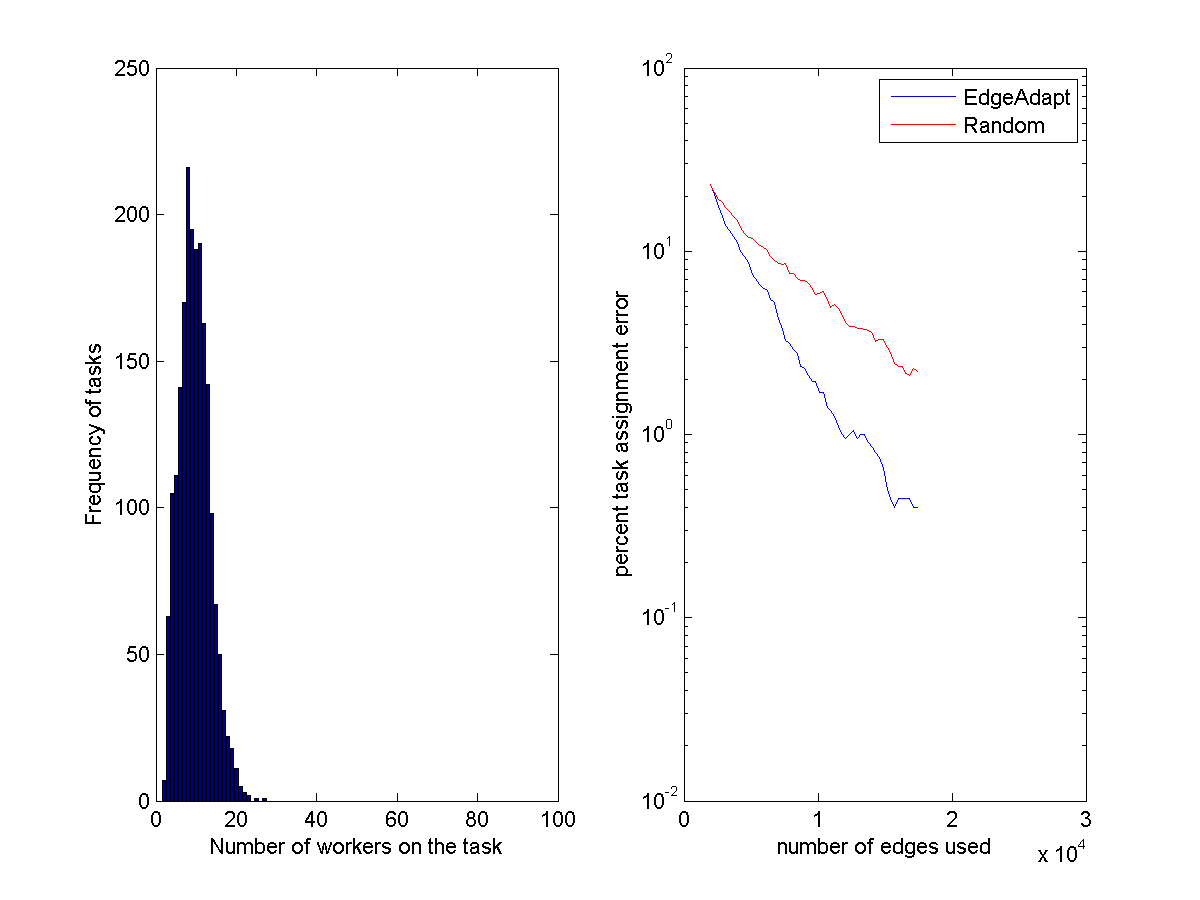 250
200
150
100
50
0
0 20 40 60 80 100
Frequency of tasks
Number of workers on the task
10^2
10^1
10^0
10^-1
10^-2
0 1 2 3
x 10^4
percent task assignment error
number of edges used
EdgeAdapt
Random